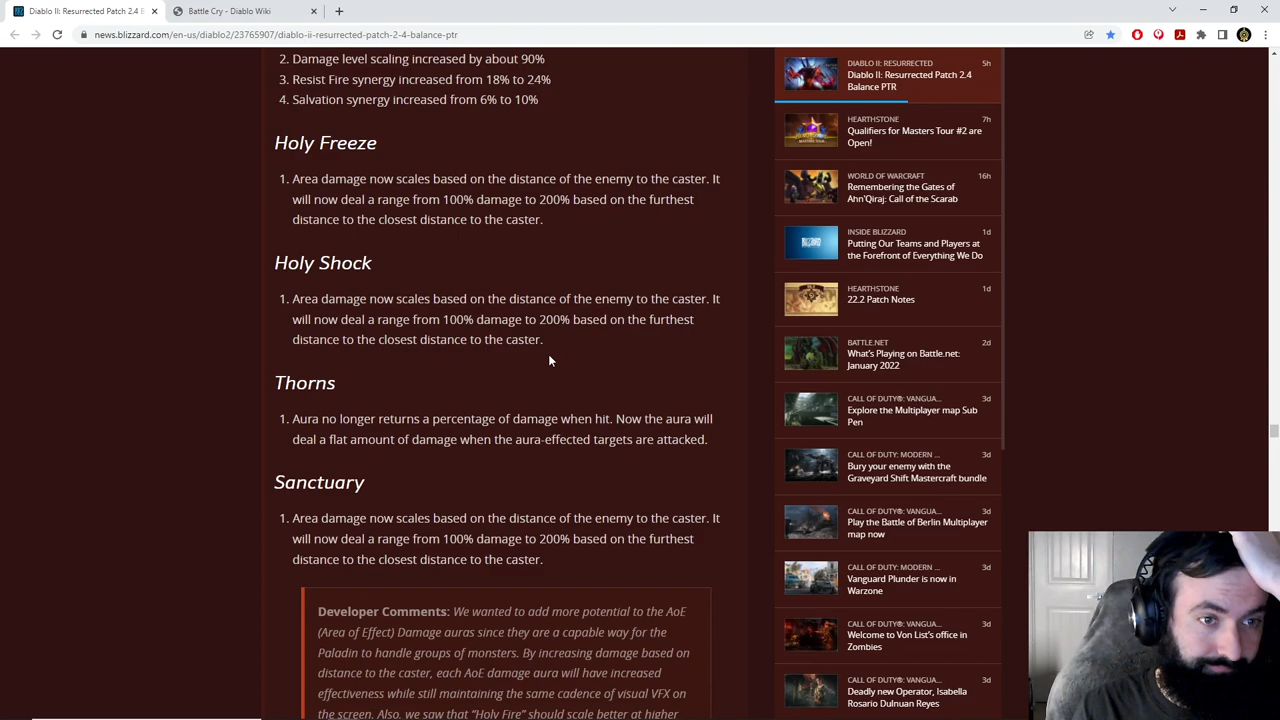 Diablo II: Resurrected Patch 2.4 B
Battle Cry - Diablo Wiki
news.blizzard.com/en-us/diablo2/23765907/diablo-ii-resurrected-patch-2-4-balance-ptr
2. Damage level scaling increased by about 90%
3. Resist Fire synergy increased from 18% to 24%
4. Salvation synergy increased from 6% to 10%
Holy Freeze
1. Area damage now scales based on the distance of the enemy to the caster. It
will now deal a range from 100% damage to 200% based on the furthest
distance to the closest distance to the caster.
Holy Shock
1. Area damage now scales based on the distance of the enemy to the caster. It
will now deal a range from 100% damage to 200% based on the furthest
distance to the closest distance to the caster.
Thorns
1. Aura no longer returns a percentage of damage when hit. Now the aura will
deal a flat amount of damage when the aura-effected targets are attacked.
Sanctuary
1. Area damage now scales based on the distance of the enemy to the caster. It
will now deal a range from 100% damage to 200% based on the furthest
distance to the closest distance to the caster.
Developer Comments: We wanted to add more potential to the AoE
(Area of Effect) Damage auras since they are a capable way for the
Paladin to handle groups of monsters. By increasing damage based on
distance to the caster, each AoE damage aura will have increased
effectiveness while still maintaining the same cadence of visual VFX on
the screen. Also, we saw that "Holy Fire" should scale better at higher
DIABLO II: RESURRECTED 5h
Diablo II: Resurrected Patch 2.4
Balance PTR
HEARTHSTONE 7h
Qualifiers for Masters Tour #2 are
Open!
WORLD OF WARCRAFT 16h
Remembering the Gates of
Ahn'Qiraj: Call of the Scarab
INSIDE BLIZZARD 1d
Putting Our Teams and Players at
the Forefront of Everything We Do
HEARTHSTONE 1d
22.2 Patch Notes
BATTLE.NET 2d
What's Playing on Battle.net:
January 2022
CALL OF DUTY®: VANGUA... 3d
Explore the Multiplayer map Sub
Pen
CALL OF DUTY: MODERN ... 3d
Bury your enemy with the
Graveyard Shift Mastercraft bundle
CALL OF DUTY®: VANGUA... 3d
Play the Battle of Berlin Multiplayer
map now
CALL OF DUTY: MODERN ... 3d
Vanguard Plunder is now in
Warzone
CALL OF DUTY®: VANGUA... 3d
Welcome to Von List's office in
Zombies
CALL OF DUTY®: VANGUA... 3d
Deadly new Operator, Isabella
Rosario Dulnuan Reyes